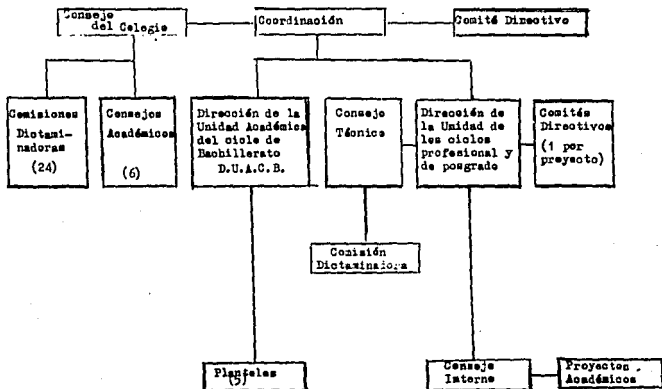 Consejo del Colegio
Coordinación
Comité Directivo
Comisiones
Dictami-
nadoras
(24)
Consejos
Académicos
(6)
Dirección de la
Unidad Académica
del ciclo de
Bachillerato
D.U.A.C.B.
Consejo
Técnico
Dirección de
la Unidad de
los ciclos
profesional y
de posgrado
Comités
Directivos
(1 por
proyecto)
Comisión
Dictaminadora
Planteles
(5)
Consejo
Interno
Proyectos
Académicos